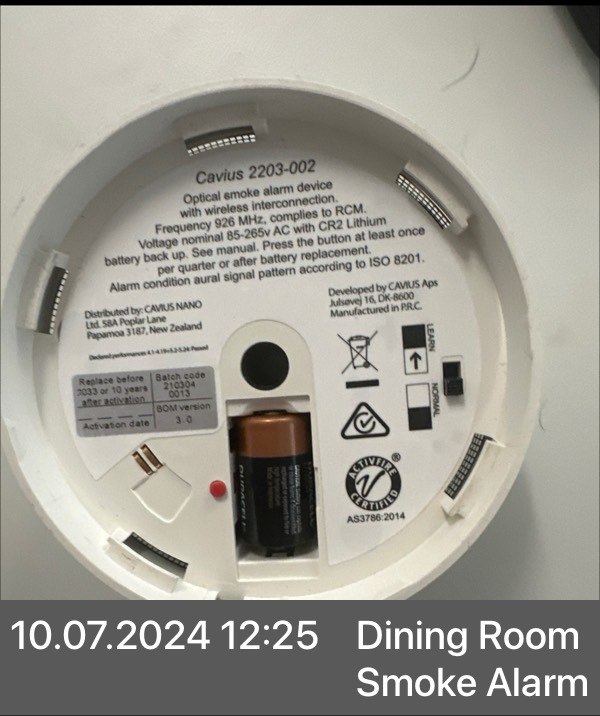 Cavius 2203-002
Optical smoke alarm device
with wireless interconnection.
Frequency 926 MHz, complies to RCM.
Voltage nominal 85-265v AC with CR2 Lithium
battery back up. See manual. Press the button at least once
per quarter or after battery replacement.
Alarm condition aural signal pattern according to ISO 8201.
Distributed by: CAVIUS NANO
Ltd. 58A Poplar Lane
Papamoa 3187, New Zealand
Developed by CAVIUS Aps
Julsøvej 16, DK-8600
Manufactured in P.R.C.
LEARN
NORMAL
Replace before
2033 or 10 years
after activation
Activation date
Batch code
210304
0013
BOM version
3.0
DURACELL
ACTIVFIRE
CERTIFIED
®
AS3786:2014
10.07.2024 12:25
Dining Room
Smoke Alarm